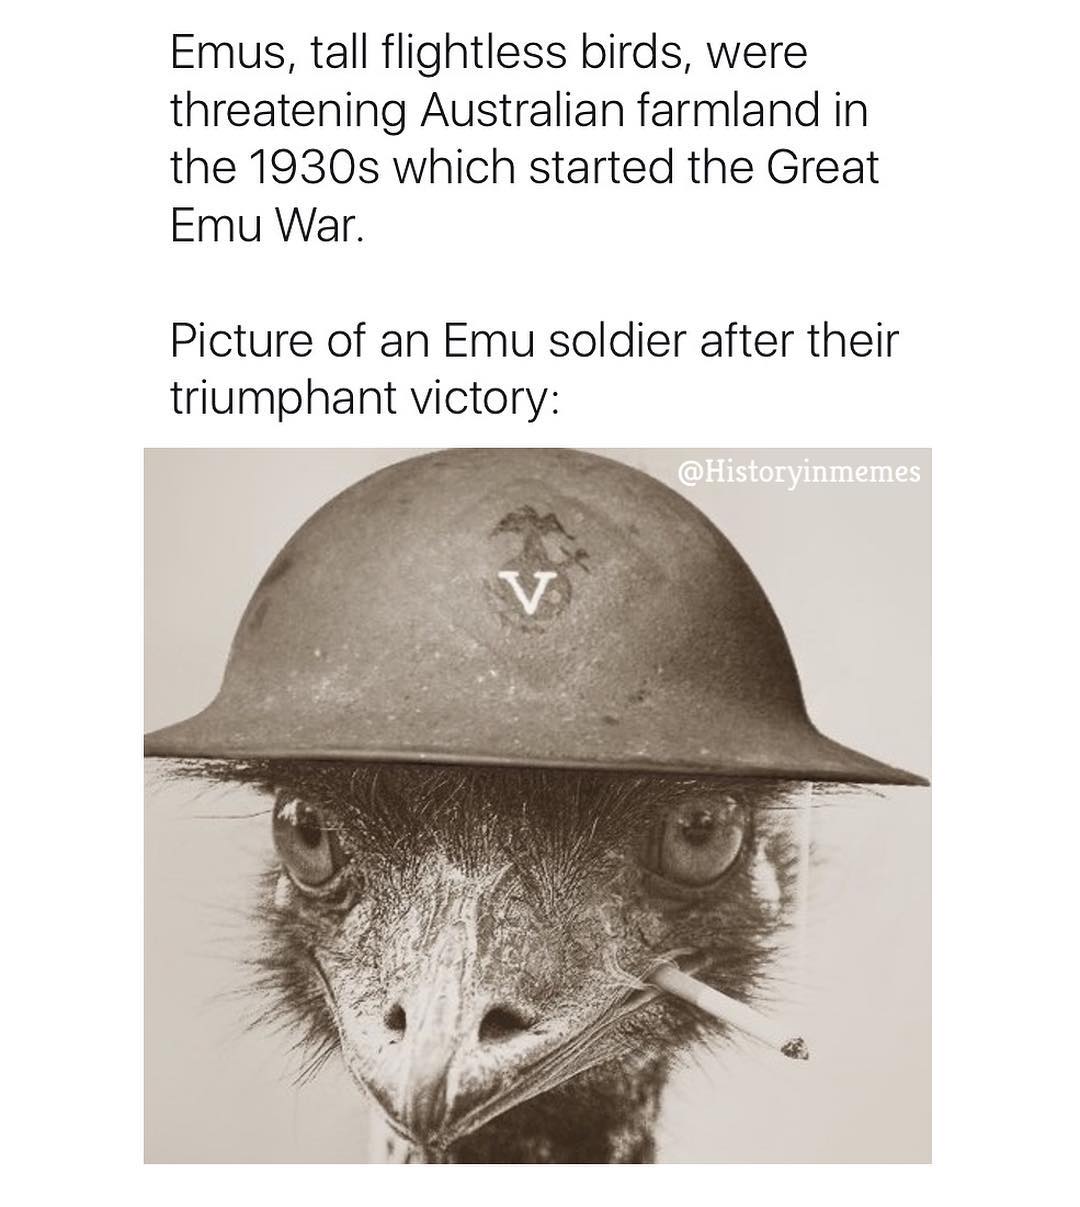 Emus, tall flightless birds, were
threatening Australian farmland in
the 1930s which started the Great
Emu War.
Picture of an Emu soldier after their
triumphant victory:
@Historyinmemes
V